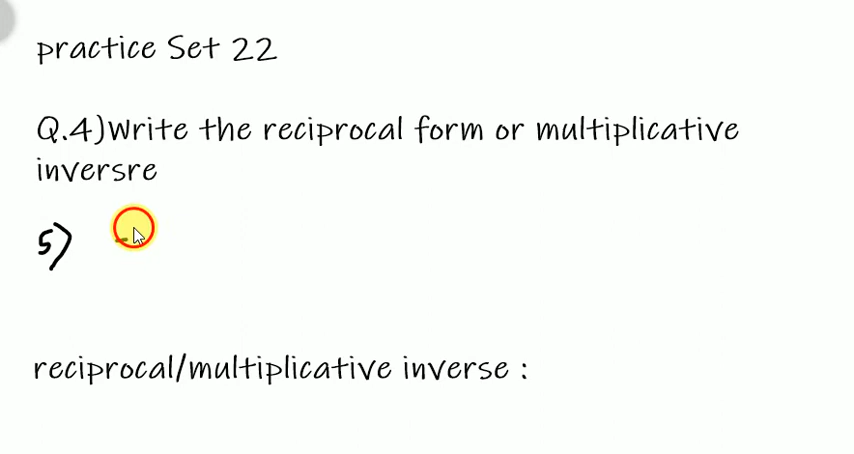 practice Set 22
Q.4)Write the reciprocal form or multiplicative
inversre
5) -
reciprocal/multiplicative inverse :